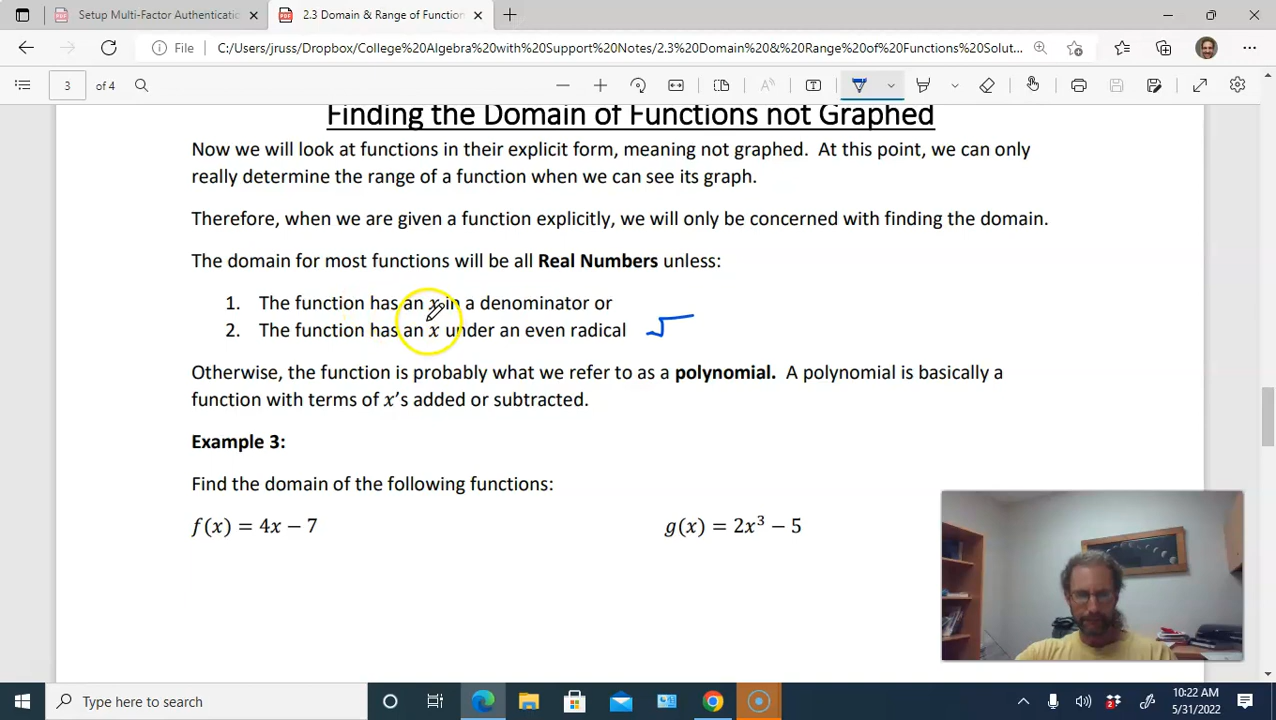 Setup Multi-Factor Authenticatio
2.3 Domain & Range of Function
File
C:/Users/jruss/Dropbox/College%20Algebra%20with%20Support%20Notes/2.3%20Domain%20&%20Range%20of%20Functions%20Solut...
3 of 4
Finding the Domain of Functions not Graphed
Now we will look at functions in their explicit form, meaning not graphed. At this point, we can only
really determine the range of a function when we can see its graph.
Therefore, when we are given a function explicitly, we will only be concerned with finding the domain.
The domain for most functions will be all Real Numbers unless:
1. The function has an x in a denominator or
2. The function has an x under an even radical √
Otherwise, the function is probably what we refer to as a polynomial. A polynomial is basically a
function with terms of x's added or subtracted.
Example 3:
Find the domain of the following functions:
f(x) = 4x − 7
g(x) = 2x³ − 5
Type here to search
10:22 AM
5/31/2022